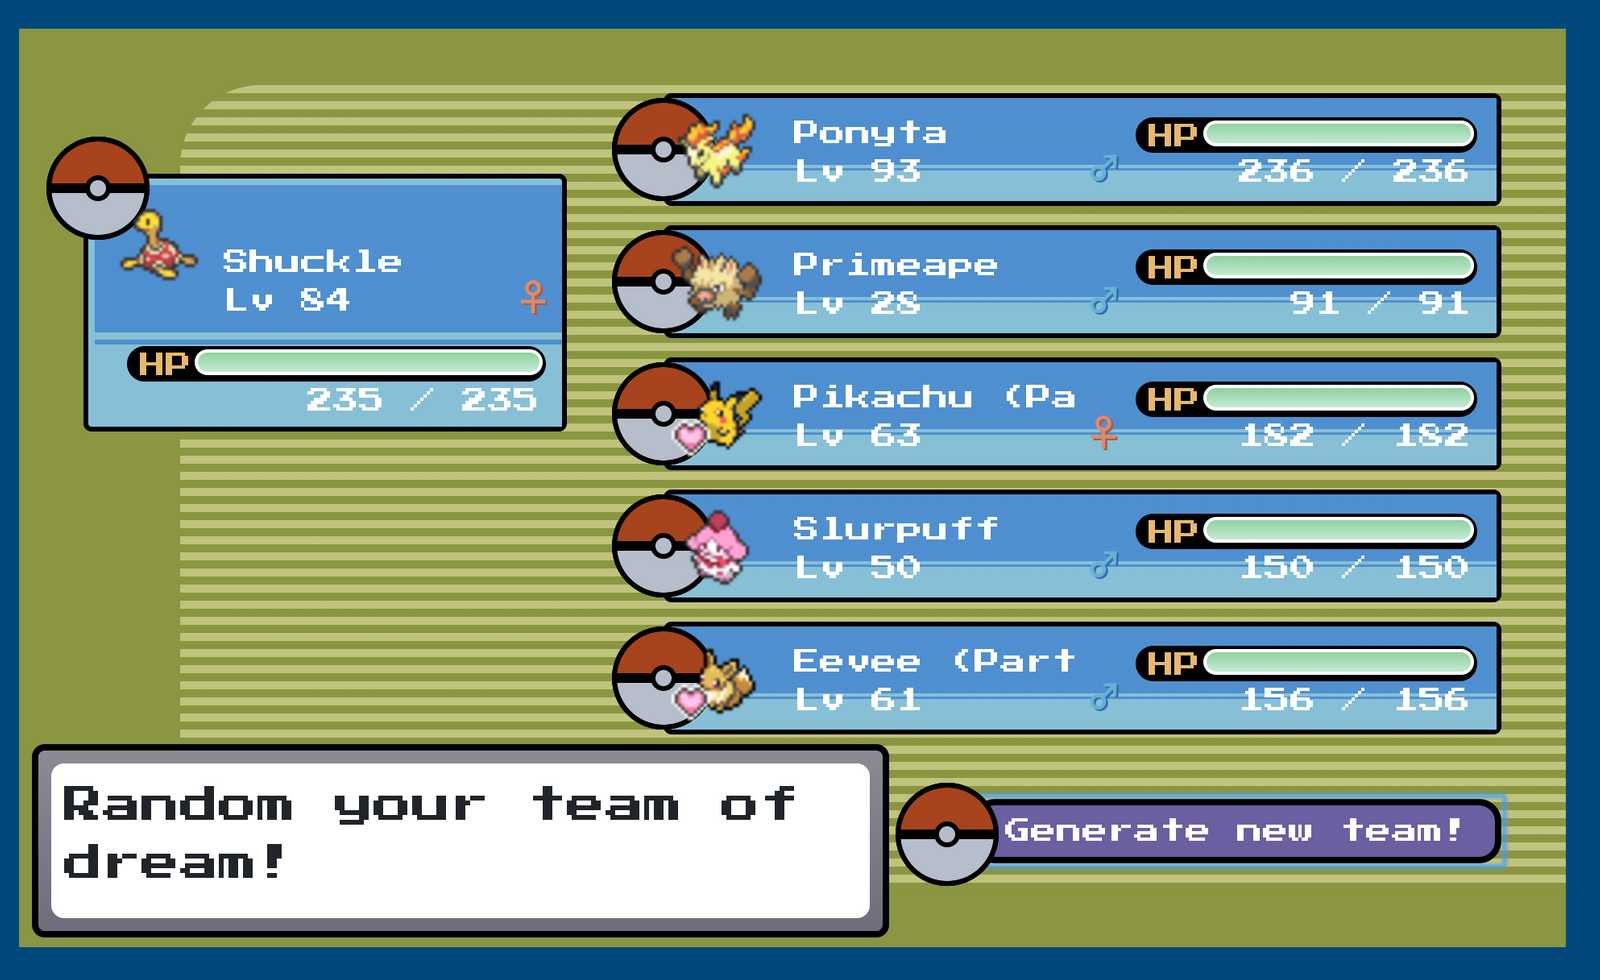 Shuckle
Lv 84 ♀
HP
235 / 235
Ponyta
HP
Lv 93 ♂ 236 / 236
Primeape
HP
Lv 28 ♂ 91 / 91
Pikachu (Pa
HP
Lv 63 ♀ 182 / 182
Slurpuff
HP
Lv 50 ♂ 150 / 150
Eevee (Part
HP
Lv 61 ♂ 156 / 156
Random your team of
dream!
Generate new team!